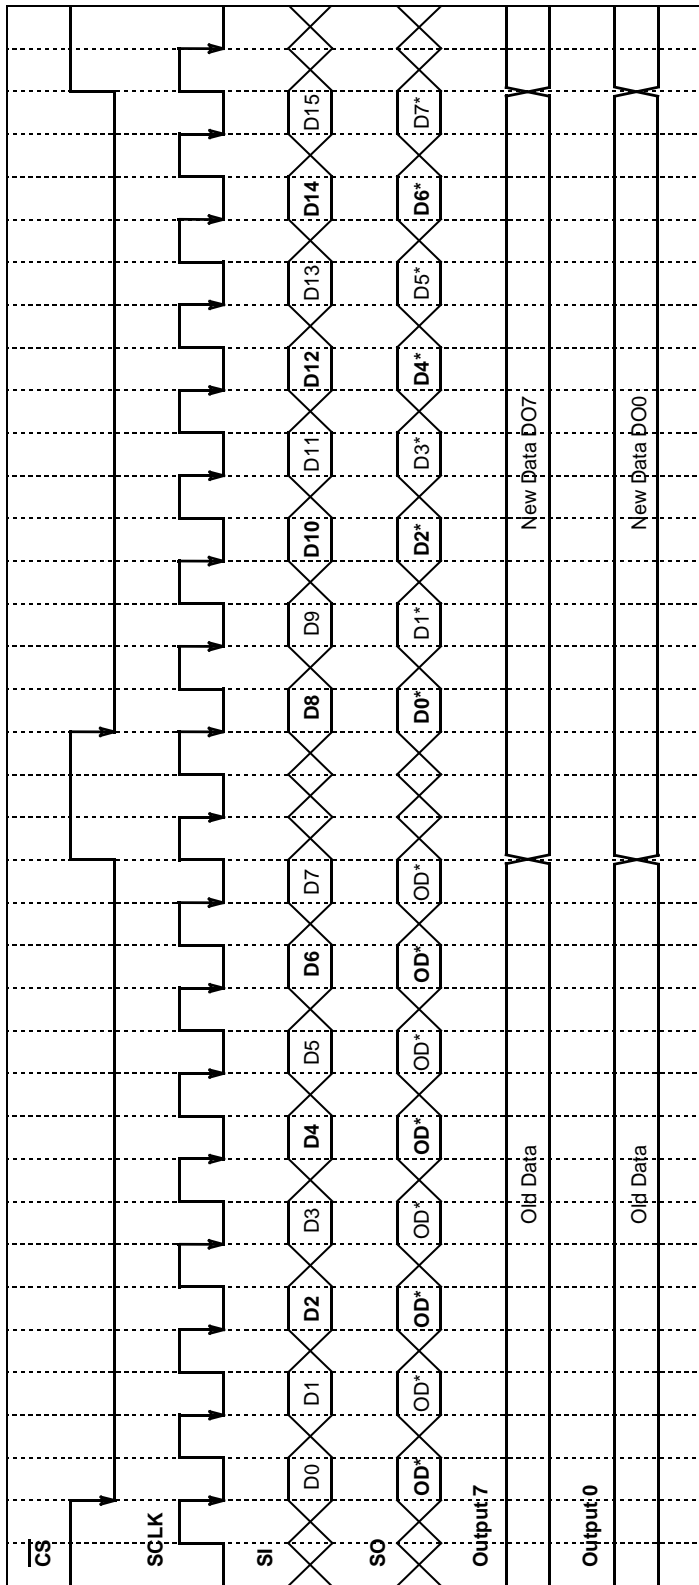 CS
SCLK
SI D0 D1 D2 D3 D4 D5 D6 D7 D8 D9 D10 D11 D12 D13 D14 D15
SO OD* OD* OD* OD* OD* OD* OD* OD* D0* D1* D2* D3* D4* D5* D6* D7*
Output 7 Old Data New Data DO7
Output 0 Old Data New Data DO0